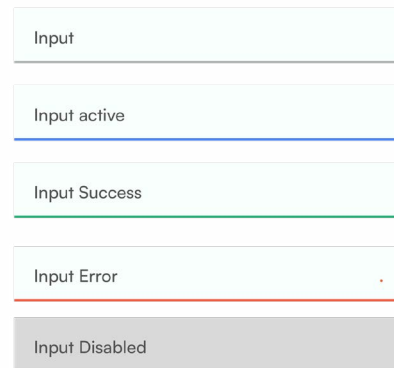 Input
Input active
Input Success
Input Error
Input Disabled